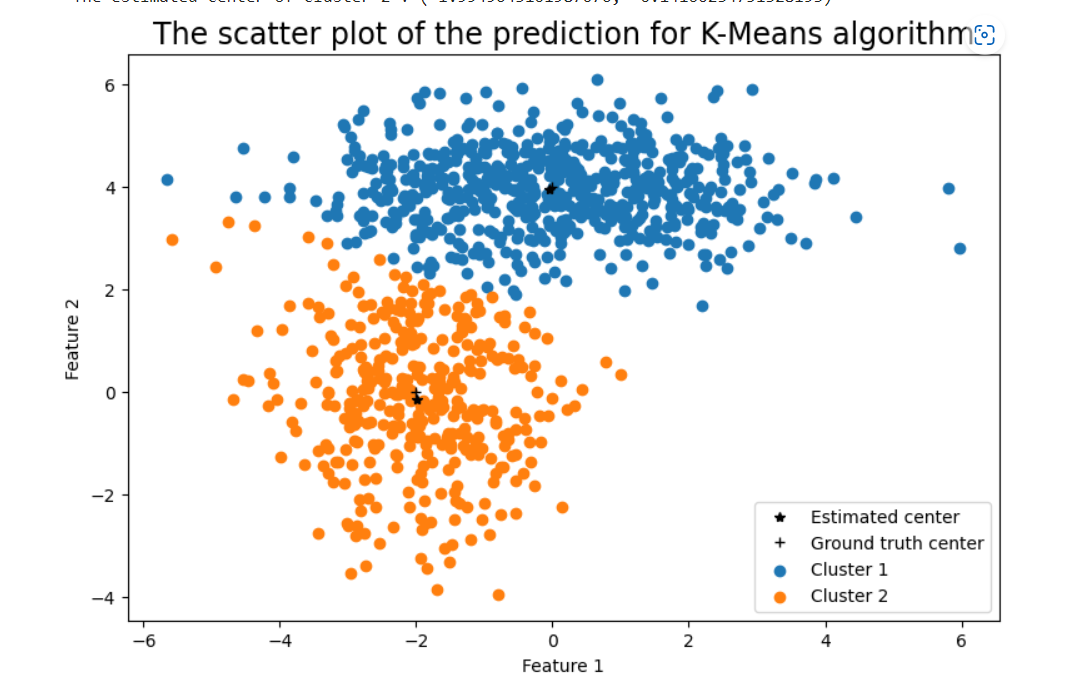 The scatter plot of the prediction for K-Means algorithm
6
4
2
0
−2
−4
Feature 2
Estimated center
Ground truth center
Cluster 1
Cluster 2
−6 −4 −2 0 2 4 6
Feature 1